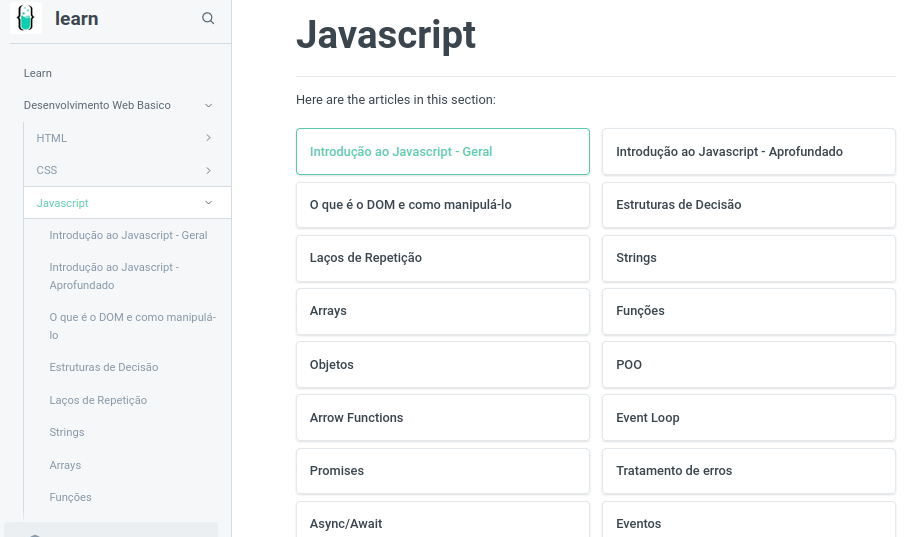 learn
Learn
Desenvolvimento Web Basico
HTML
CSS
Javascript
Introdução ao Javascript - Geral
Introdução ao Javascript -
Aprofundado
O que é o DOM e como manipulá-
lo
Estruturas de Decisão
Laços de Repetição
Strings
Arrays
Funções
Javascript
Here are the articles in this section:
Introdução ao Javascript - Geral
Introdução ao Javascript - Aprofundado
O que é o DOM e como manipulá-lo
Estruturas de Decisão
Laços de Repetição
Strings
Arrays
Funções
Objetos
POO
Arrow Functions
Event Loop
Promises
Tratamento de erros
Async/Await
Eventos